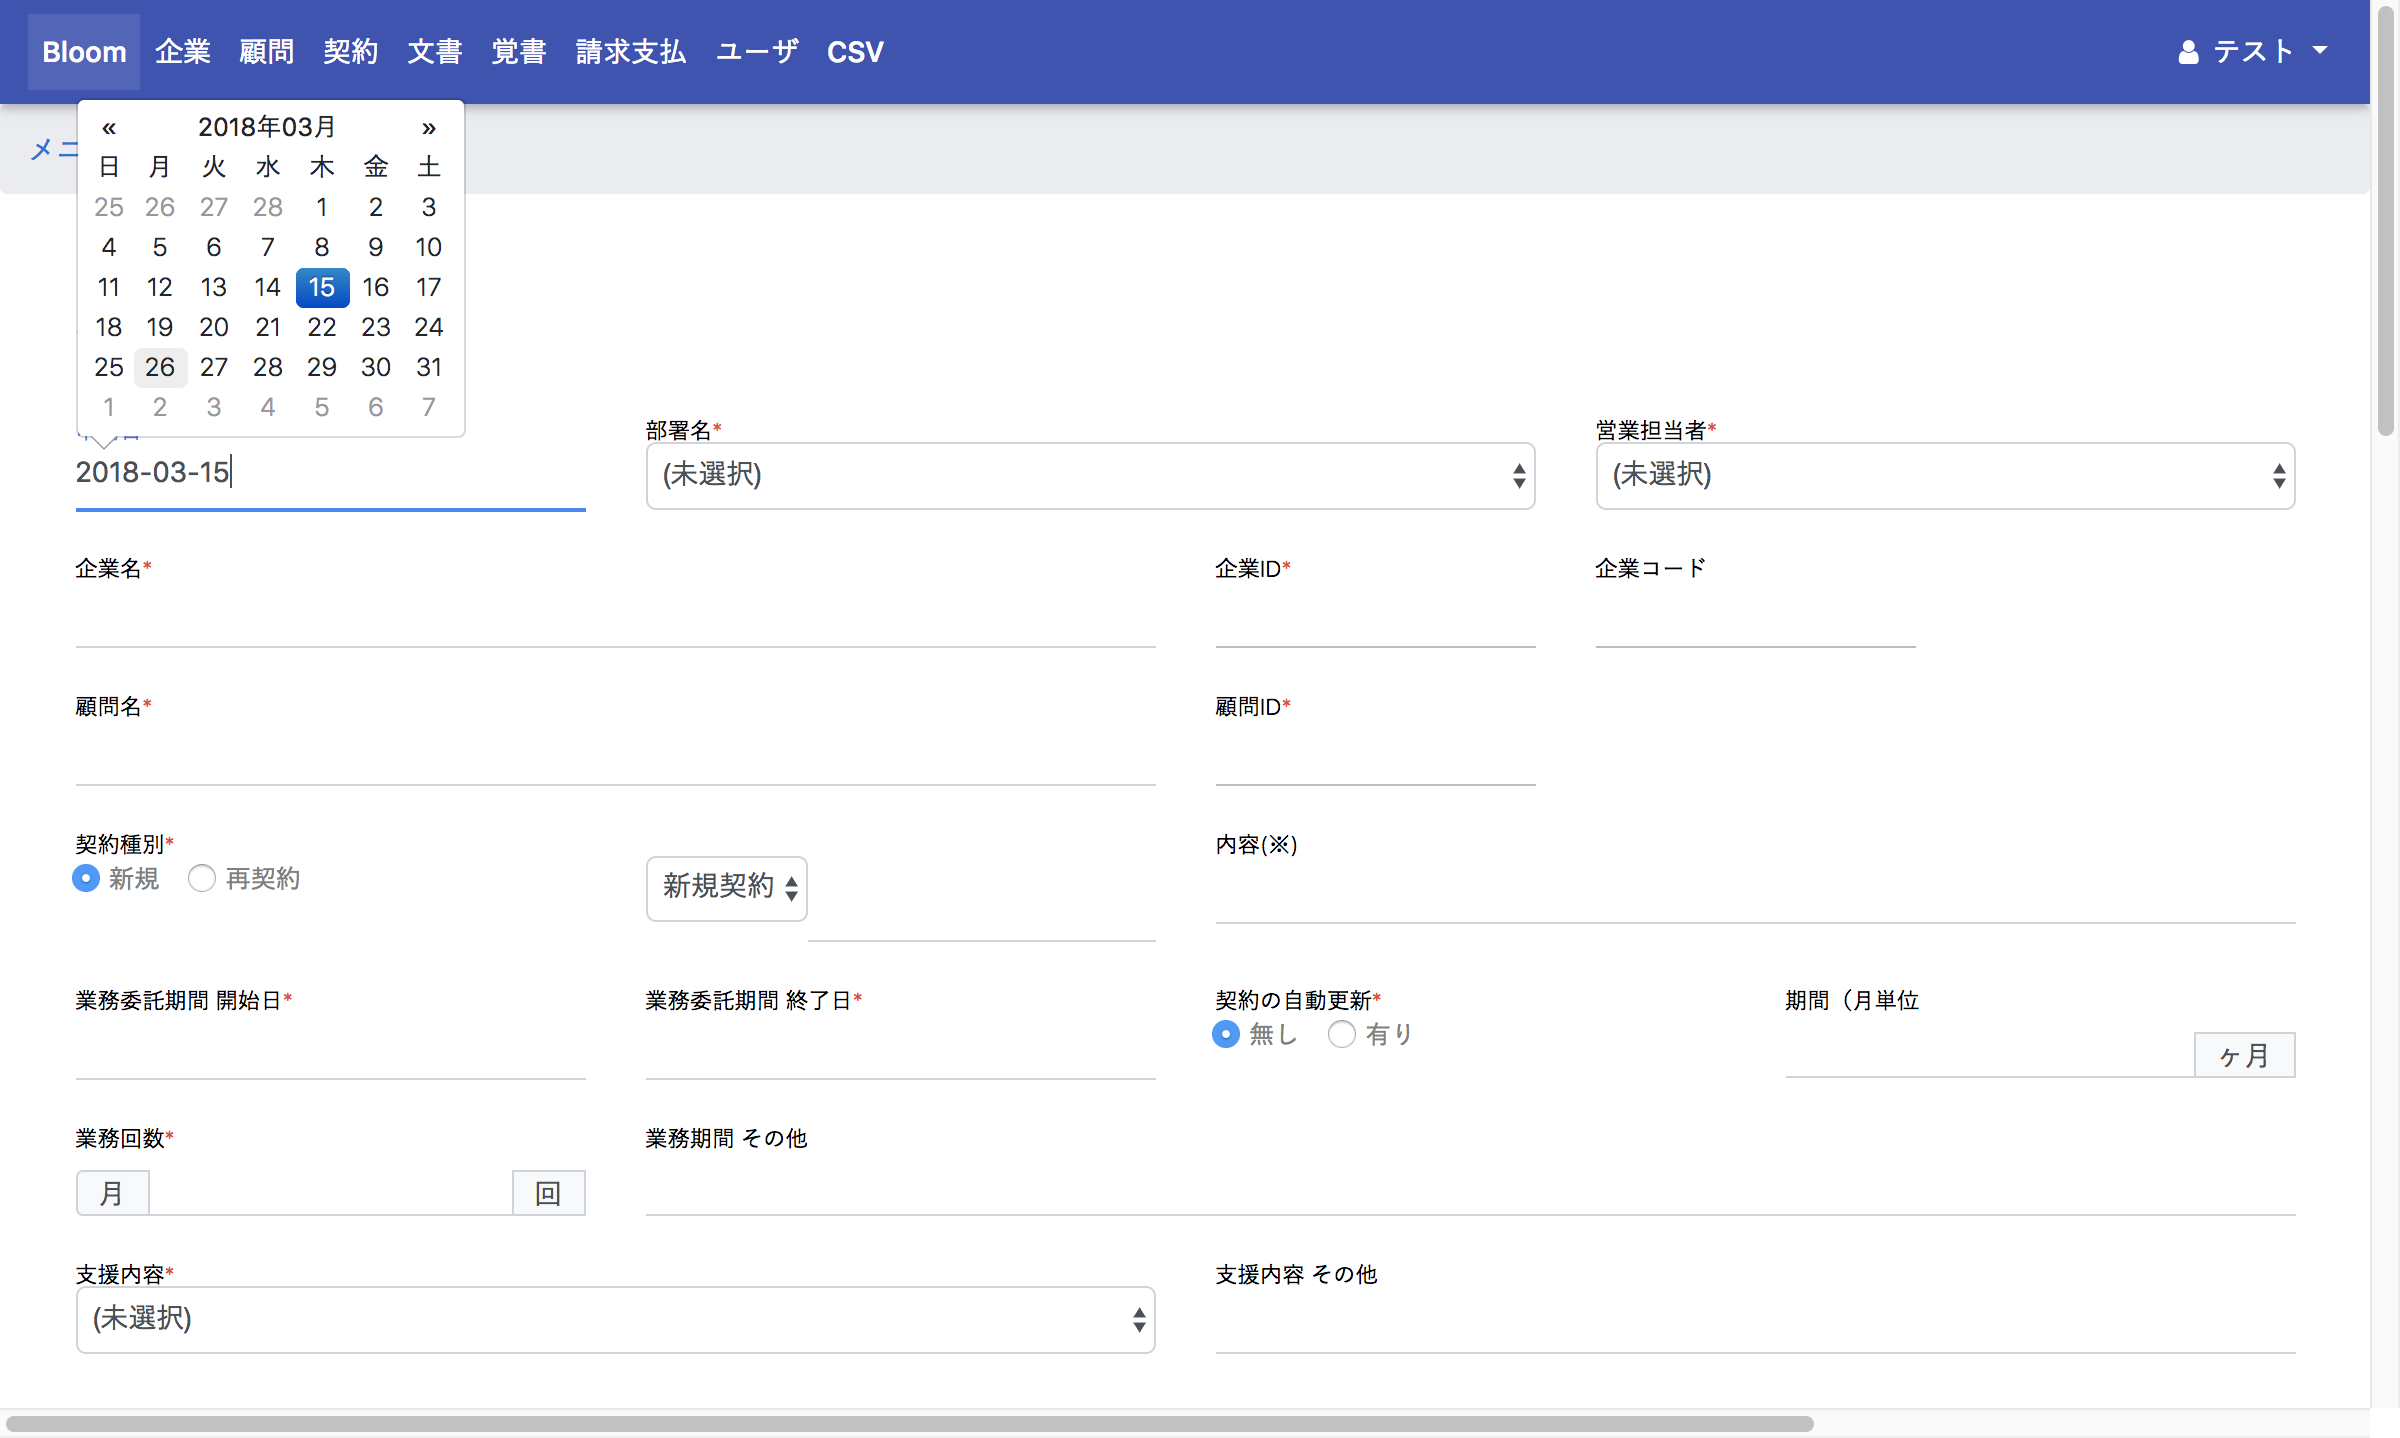 Bloom 企業 顧問 契約 文書 覚書 請求支払 ユーザ CSV テスト
メニ
« 2018年03月 »
日 月 火 水 木 金 土
25 26 27 28 1 2 3
4 5 6 7 8 9 10
11 12 13 14 15 16 17
18 19 20 21 22 23 24
25 26 27 28 29 30 31
1 2 3 4 5 6 7
部署名* 営業担当者*
2018-03-15 (未選択) (未選択)
企業名* 企業ID* 企業コード
顧問名* 顧問ID*
契約種別* 内容(※)
新規 再契約 新規契約
業務委託期間 開始日* 業務委託期間 終了日* 契約の自動更新* 期間（月単位
無し 有り ヶ月
業務回数* 業務期間 その他
月 回
支援内容* 支援内容 その他
(未選択)